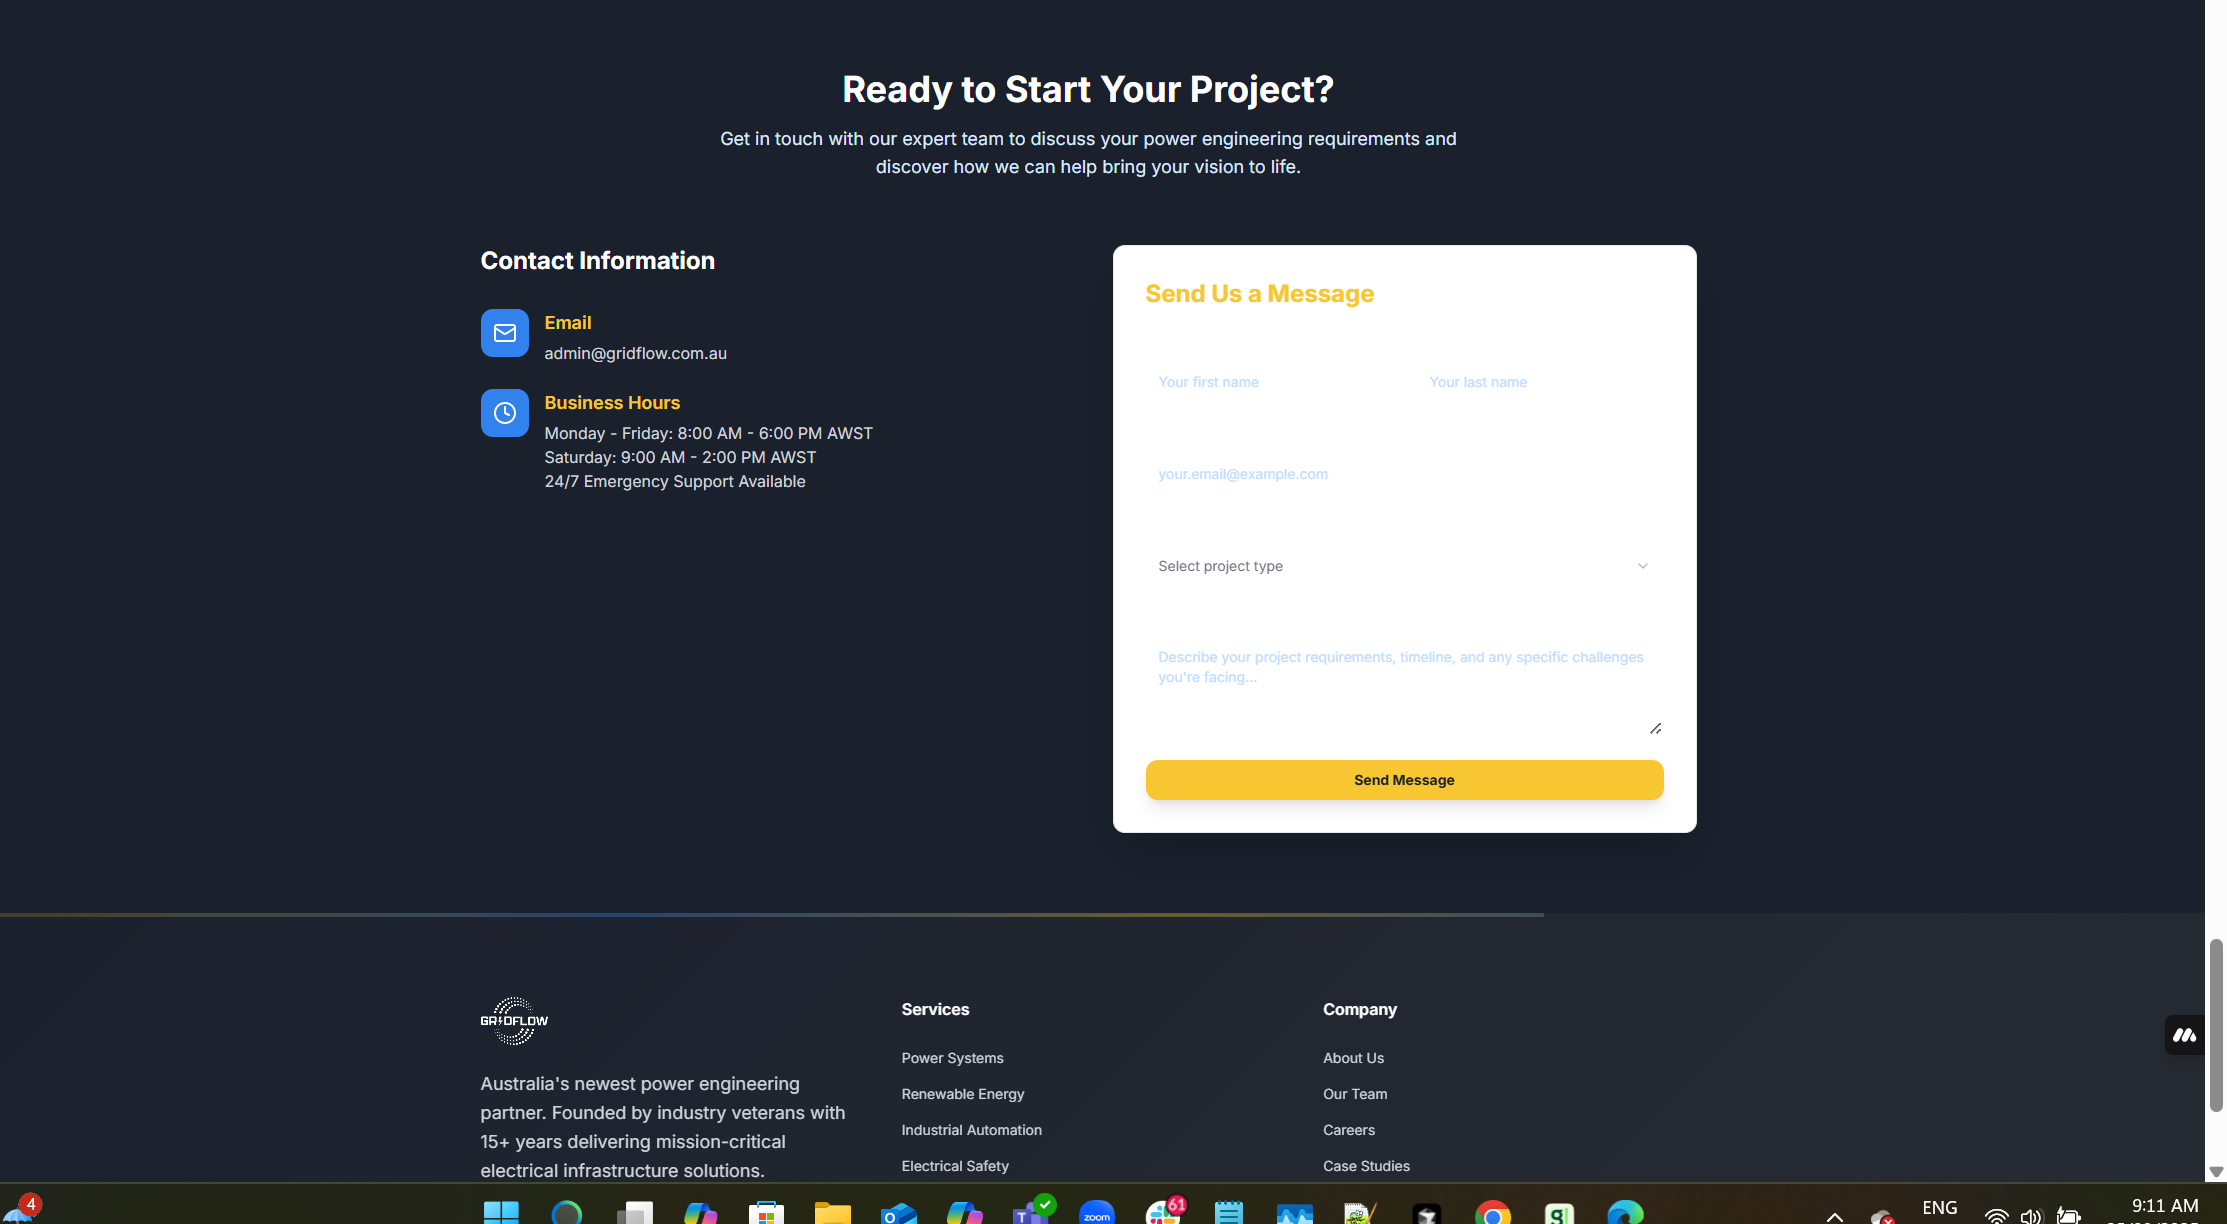 Ready to Start Your Project?
Get in touch with our expert team to discuss your power engineering requirements and
discover how we can help bring your vision to life.
Contact Information
Email
admin@gridflow.com.au
Business Hours
Monday - Friday: 8:00 AM - 6:00 PM AWST
Saturday: 9:00 AM - 2:00 PM AWST
24/7 Emergency Support Available
Send Us a Message
Your first name
Your last name
your.email@example.com
Select project type
Describe your project requirements, timeline, and any specific challenges
you're facing...
Send Message
GRIDFLOW
Australia's newest power engineering
partner. Founded by industry veterans with
15+ years delivering mission-critical
electrical infrastructure solutions.
Services
Power Systems
Renewable Energy
Industrial Automation
Electrical Safety
Company
About Us
Our Team
Careers
Case Studies
4
zoom
61
ENG
9:11 AM